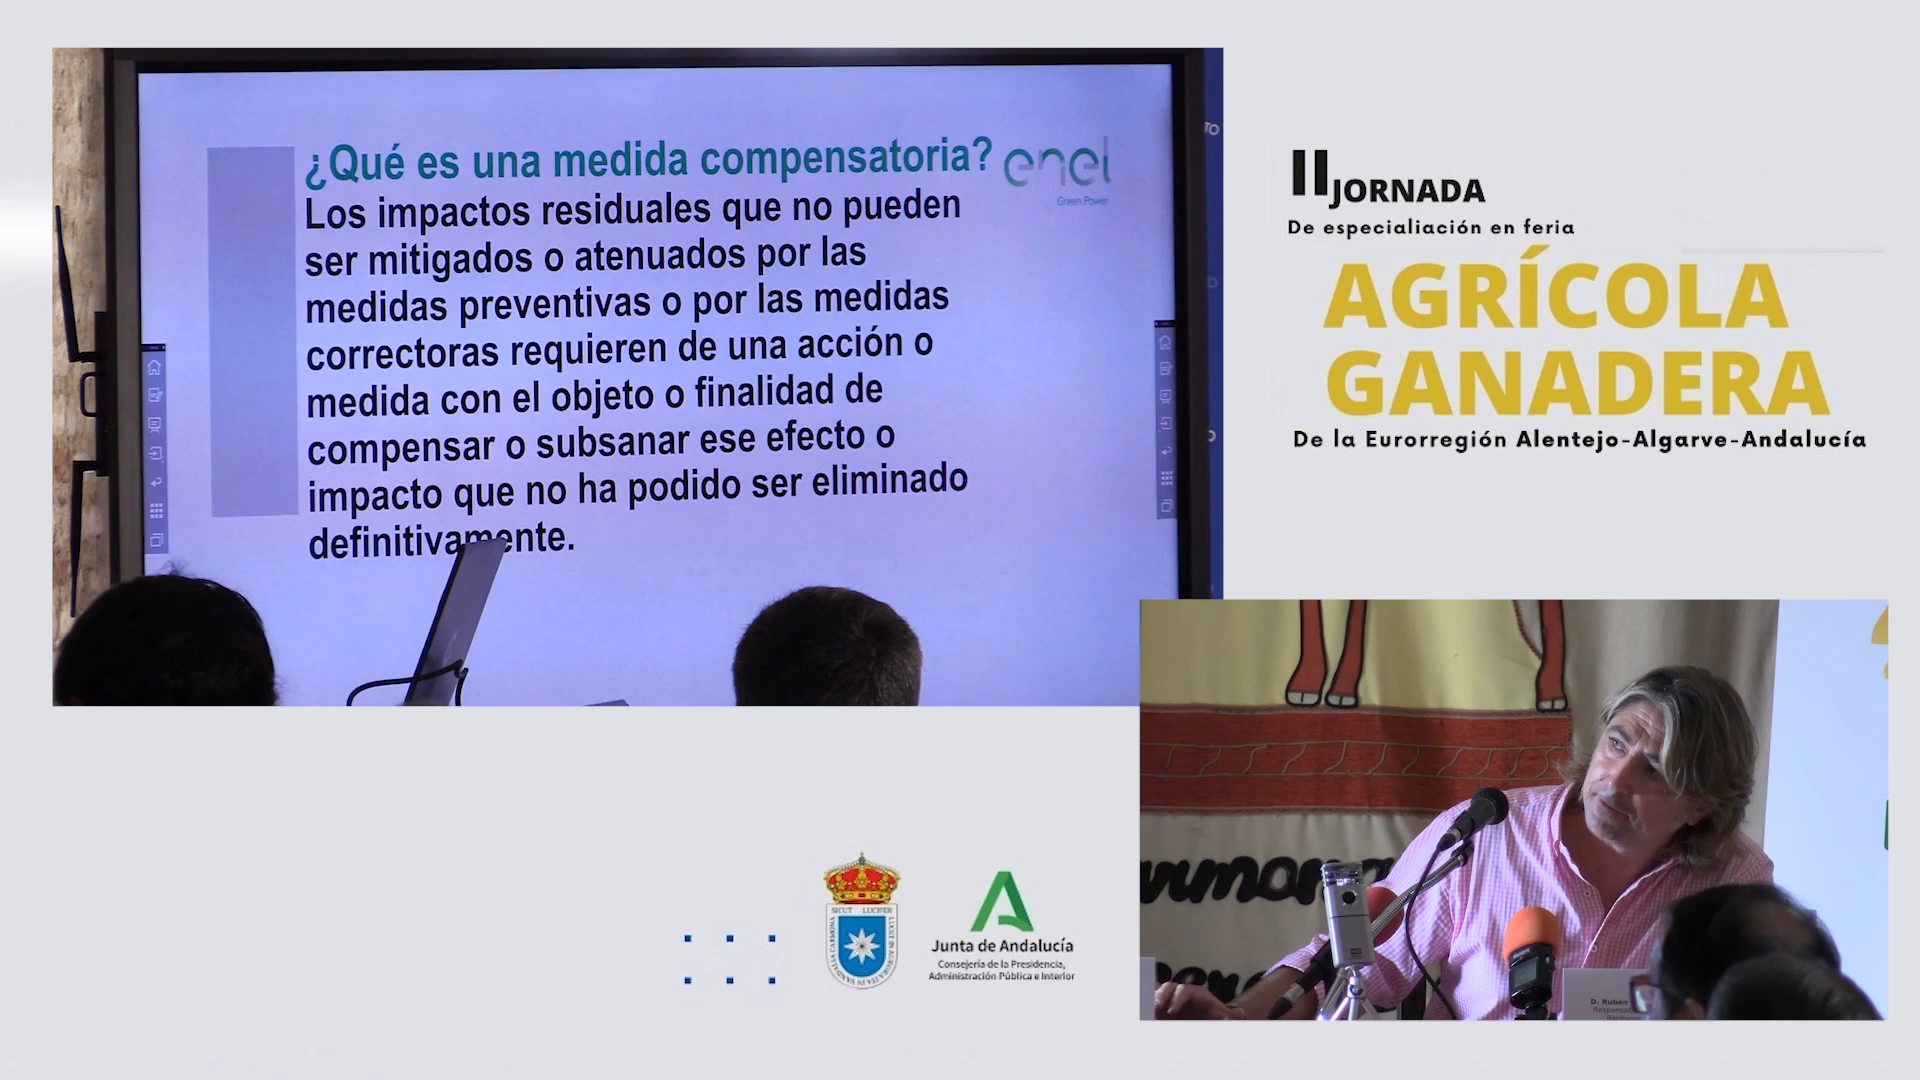 ¿Qué es una medida compensatoria?
enel
Green Power
Los impactos residuales que no pueden
ser mitigados o atenuados por las
medidas preventivas o por las medidas
correctoras requieren de una acción o
medida con el objeto o finalidad de
compensar o subsanar ese efecto o
impacto que no ha podido ser eliminado
definitivamente.
TO
II JORNADA
De especialiación en feria
AGRÍCOLA
GANADERA
De la Eurorregión Alentejo-Algarve-Andalucía
SICUT LUCIFER
Junta de Andalucía
Consejería de la Presidencia,
Administración Pública e Interior
D. Rubén